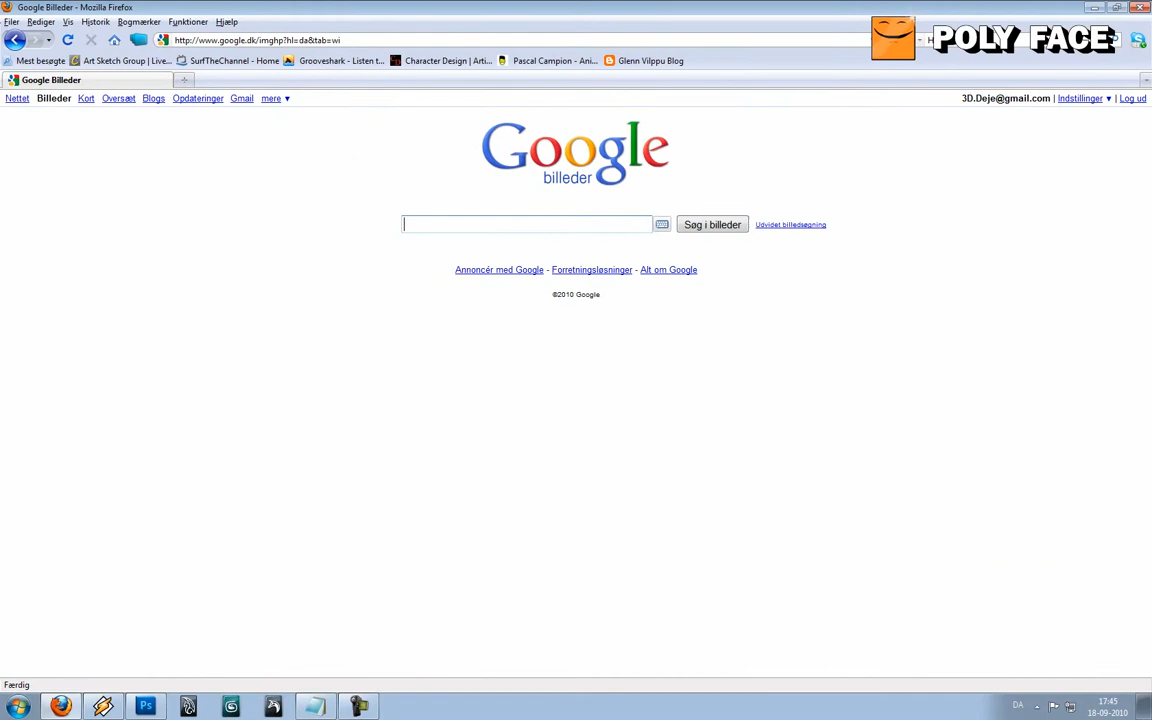 Google Billeder - Mozilla Firefox
Filer Rediger Vis Historik Bogmærker Funktioner Hjælp
http://www.google.dk/imghp?hl=da&tab=wi
POLY FACE
Mest besøgte Art Sketch Group | Live... SurfTheChannel - Home Grooveshark - Listen t... Character Design | Arti... Pascal Campion - Ani... Glenn Vilppu Blog
Google Billeder
Nettet Billeder Kort Oversæt Blogs Opdateringer Gmail mere ▼ 3D.Deje@gmail.com | Indstillinger ▼ | Log ud
Google
billeder
Søg i billeder Udvidet billedsøgning
Annoncér med Google - Forretningsløsninger - Alt om Google
©2010 Google
Færdig
Ps DA 17:45
18-09-2010